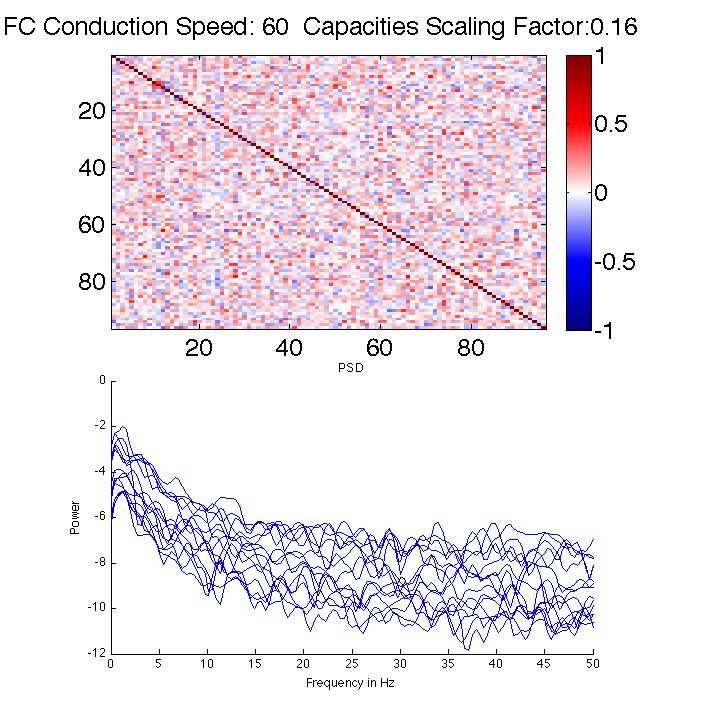 FC Conduction Speed: 60  Capacities Scaling Factor:0.16
1
20
0.5
40
0
60
-0.5
80
-1
20 40 60 80
PSD
0
-2
-4
-6
Power
-8
-10
-12
0 5 10 15 20 25 30 35 40 45 50
Frequency in Hz